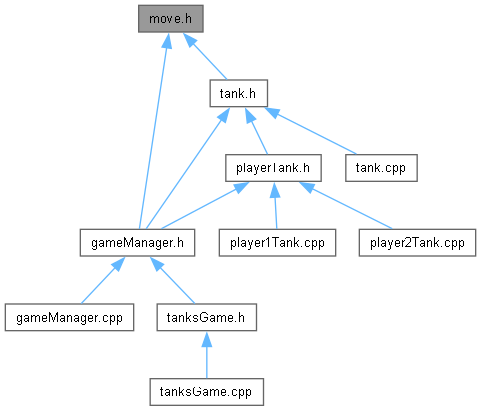 move.h
tank.h
playerTank.h
tank.cpp
gameManager.h
player1Tank.cpp
player2Tank.cpp
gameManager.cpp
tanksGame.h
tanksGame.cpp